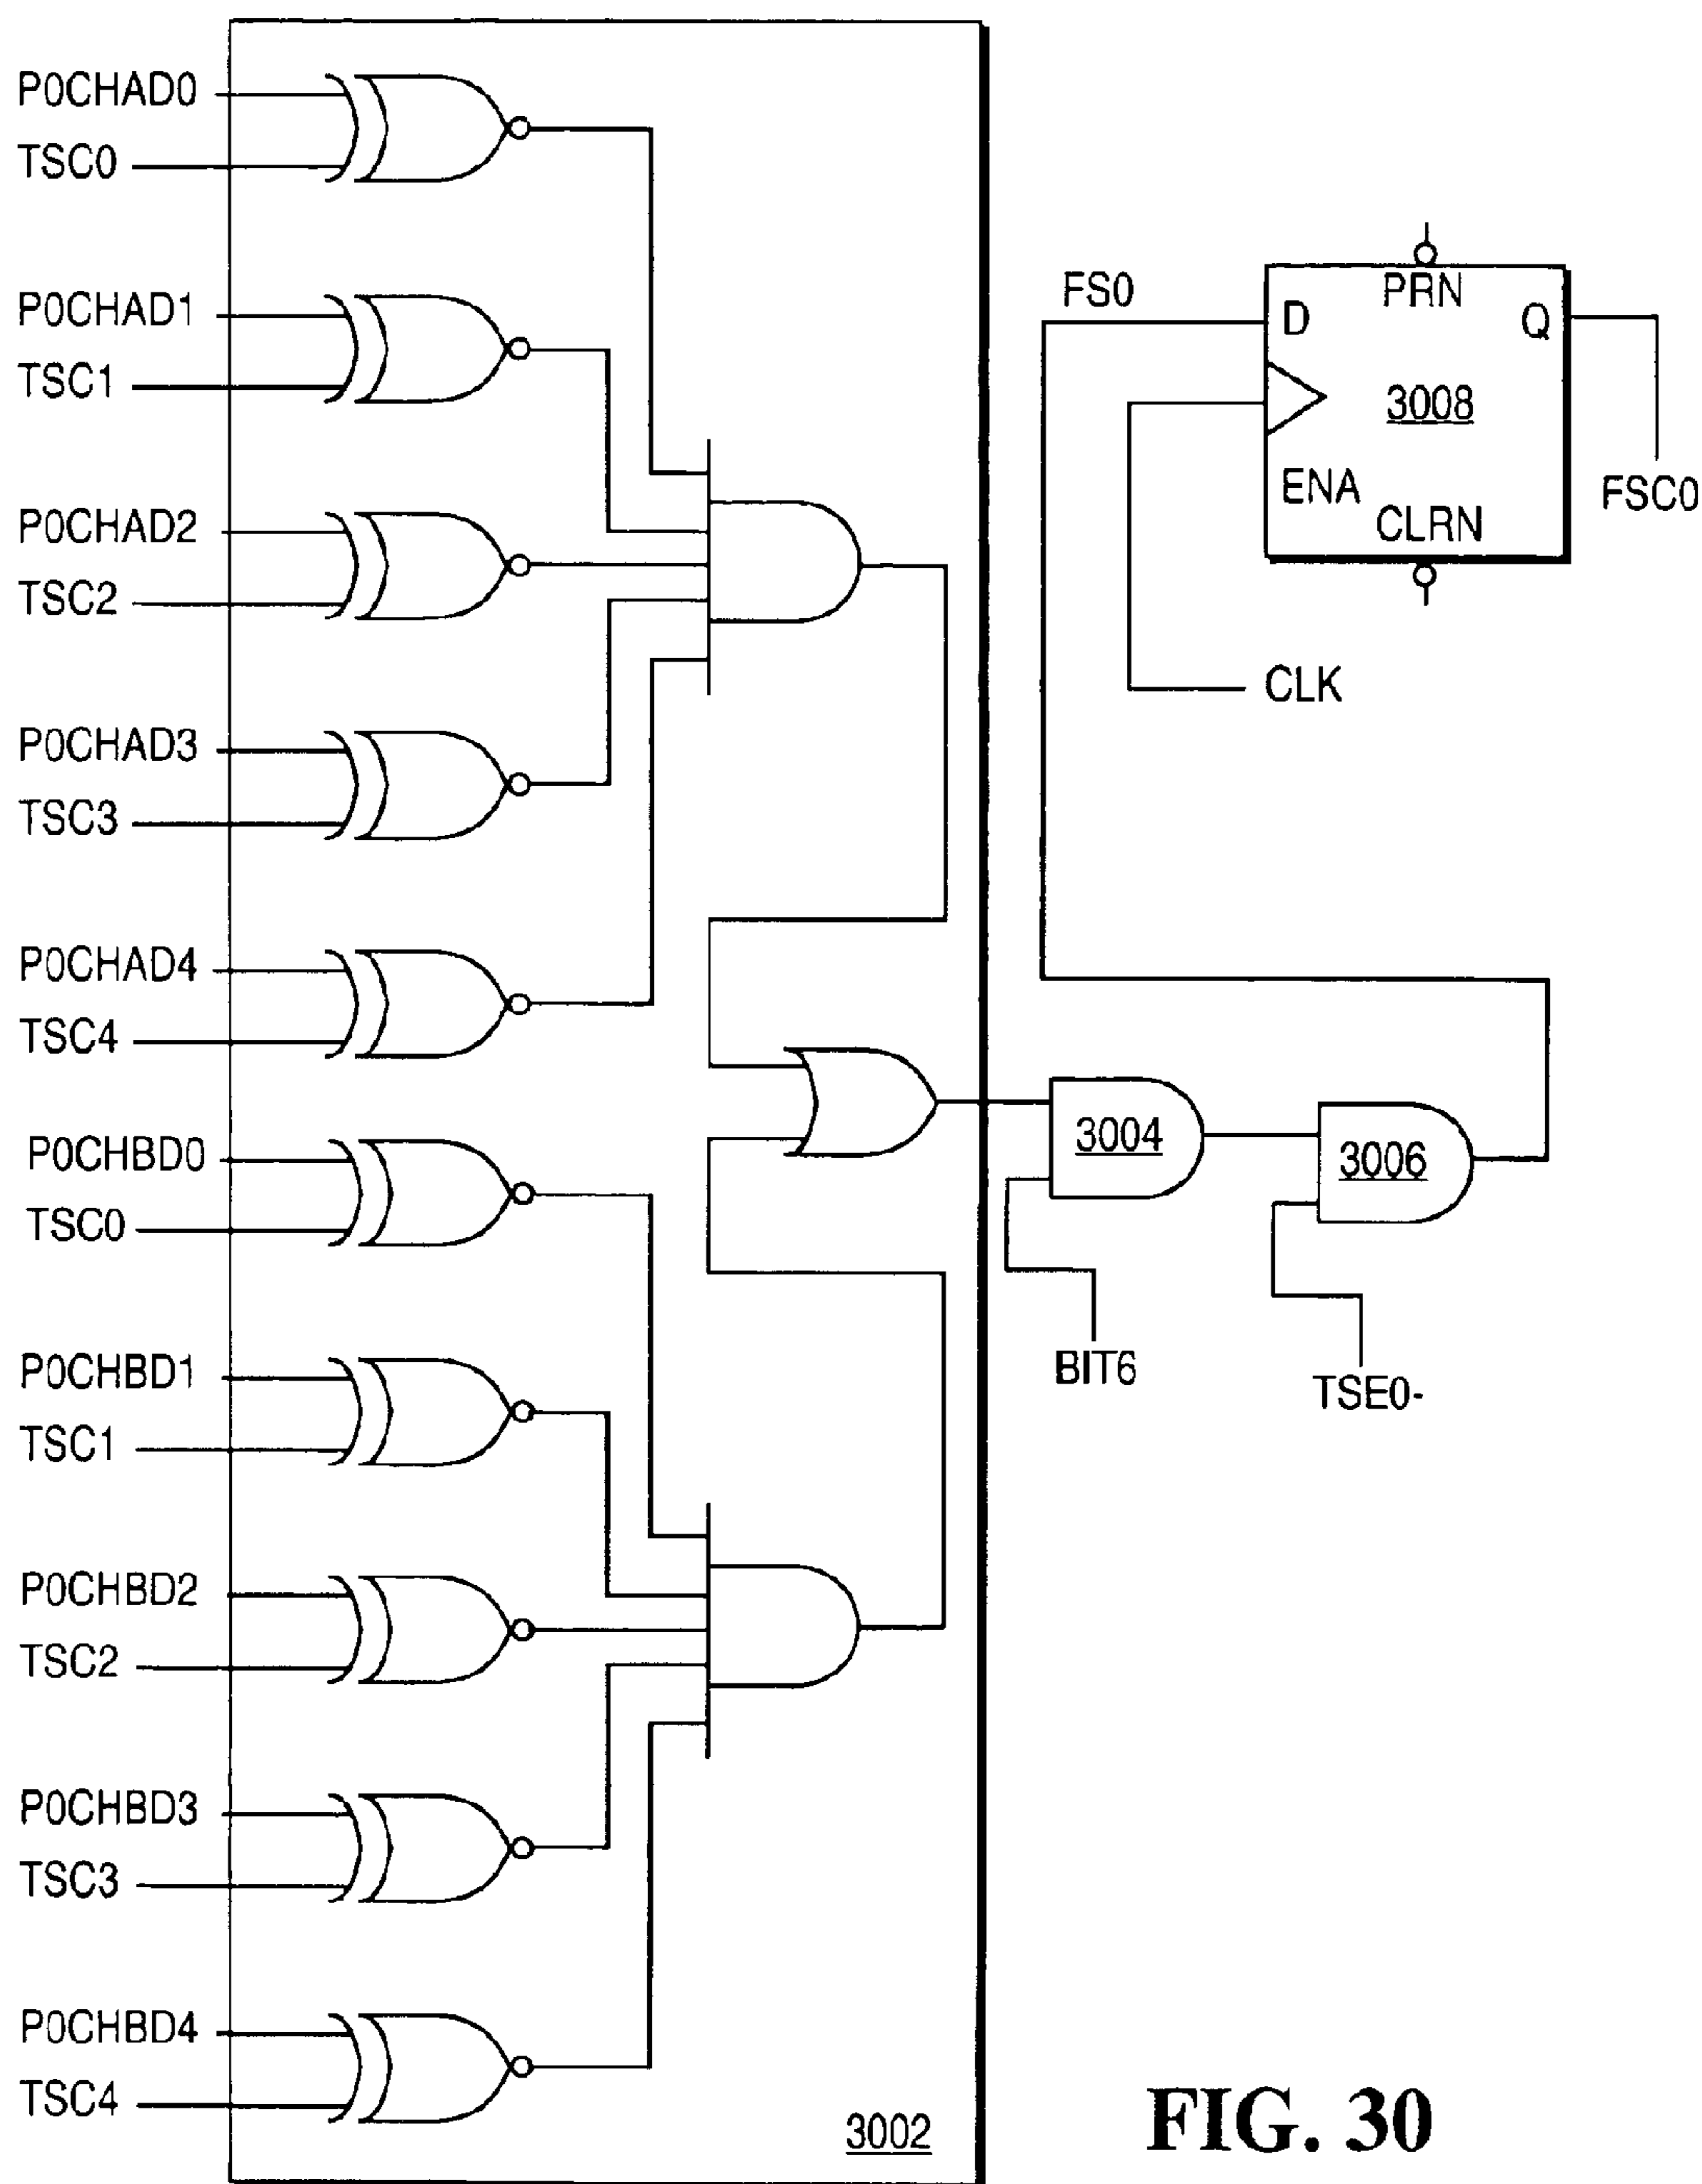 P0CHAD0
TSC0
P0CHAD1
TSC1
P0CHAD2
TSC2
P0CHAD3
TSC3
P0CHAD4
TSC4
P0CHBD0
TSC0
P0CHBD1
TSC1
P0CHBD2
TSC2
P0CHBD3
TSC3
P0CHBD4
TSC4
3002
FS0
D
PRN
Q
3008
ENA
CLRN
FSC0
CLK
3004
3006
BIT6
TSE0-
FIG. 30